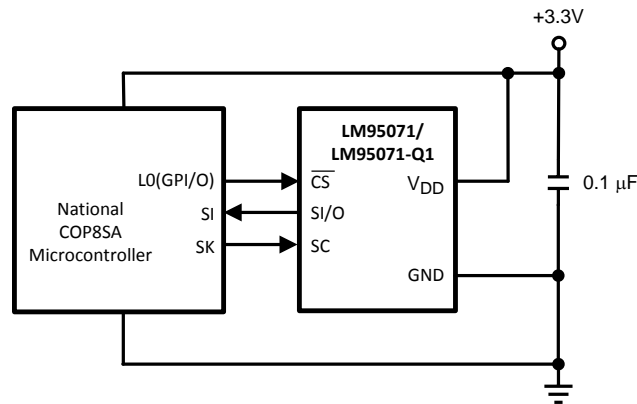 +3.3V
LM95071/
LM95071-Q1
L0(GPI/O)
CS
VDD
0.1 μF
National
COP8SA
Microcontroller
SI
SI/O
SK
SC
GND